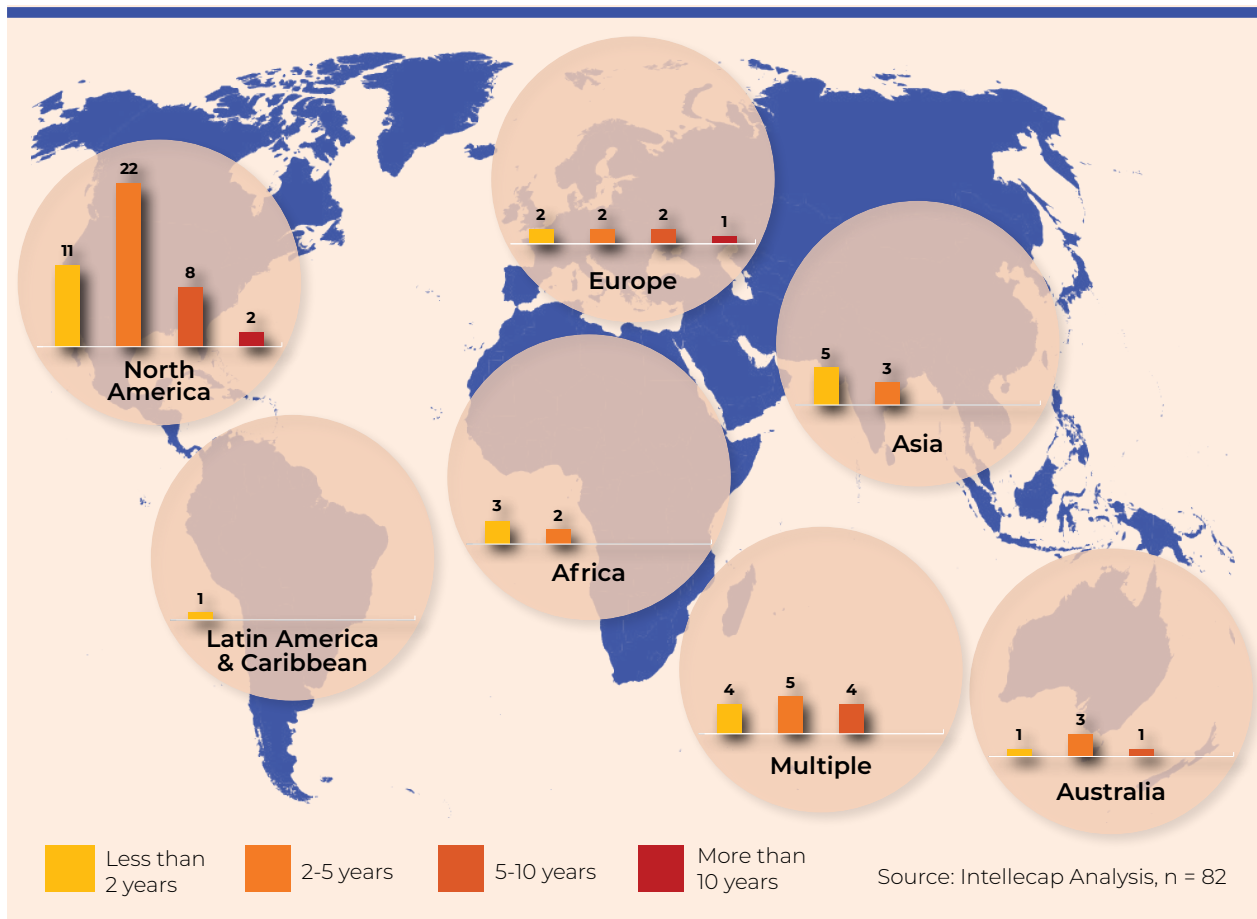 11
22
8
2
North
America
2
2
2
1
Europe
5
3
Asia
3
2
Africa
1
Latin America
& Caribbean
4
5
4
Multiple
1
3
1
Australia
Less than
2 years
2-5 years
5-10 years
More than
10 years
Source: Intellecap Analysis, n = 82